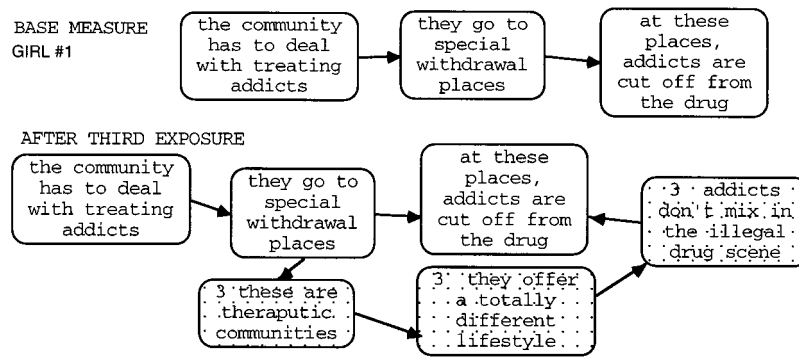 BASE MEASURE
GIRL #1
the community
has to deal
with treating
addicts
they go to
special
withdrawal
places
at these
places,
addicts are
cut off from
the drug
AFTER THIRD EXPOSURE
the community
has to deal
with treating
addicts
they go to
special
withdrawal
places
at these
places,
addicts are
cut off from
the drug
3 addicts
don't mix in
the illegal
drug scene
3 these are
theraputic
communities
3 they offer
a totally
different
lifestyle